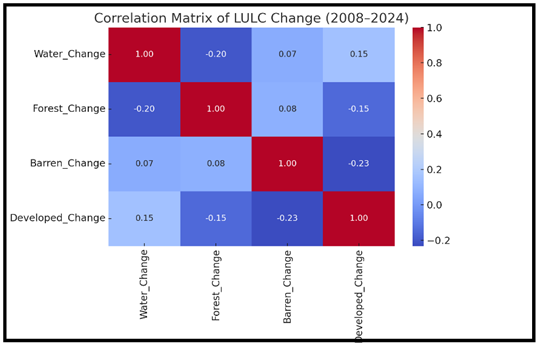 Correlation Matrix of LULC Change (2008–2024)
Water_Change 1.00 -0.20 0.07 0.15
Forest_Change -0.20 1.00 0.08 -0.15
Barren_Change 0.07 0.08 1.00 -0.23
Developed_Change 0.15 -0.15 -0.23 1.00
Water_Change
Forest_Change
Barren_Change
Developed_Change
1.0
0.8
0.6
0.4
0.2
0.0
−0.2